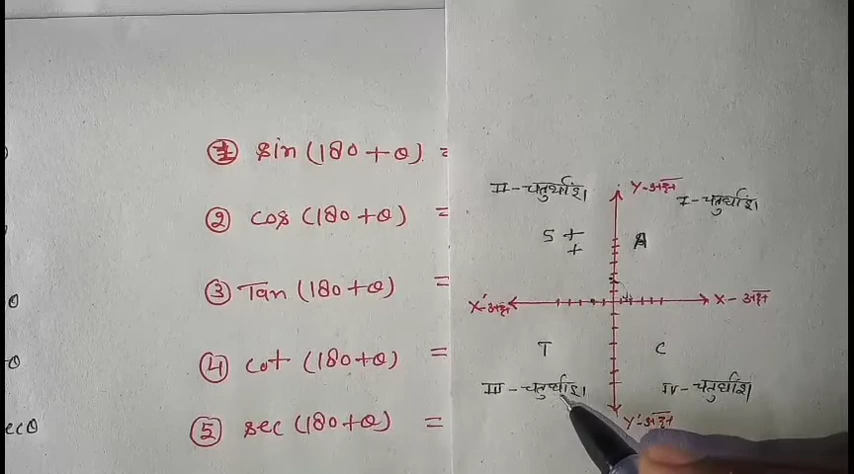 ① sin (180 + θ) =
② cos (180 + θ) =
③ Tan (180 + θ) =
④ cot (180 + θ) =
⑤ sec (180 + θ) =
θ
θ
ecθ
Y-अक्ष
II - चतुर्थांश
I - चतुर्थांश
S + A
+
X'-अक्ष
X - अक्ष
T C
III - चतुर्थांश
IV - चतुर्थांश
Y'-अक्ष